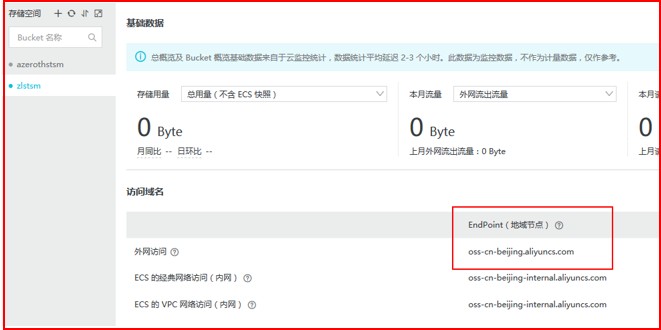 存储空间
Bucket 名称
azerothstsm
zlstsm
基础数据
总概览及 Bucket 概览基础数据来自于云监控统计，数据统计平均延迟 2-3 个小时。此数据为监控数据，不作为计量数据，仅作参考。
存储用量 总用量（不含 ECS 快照） 本月流量 外网流出流量
0 Byte 0 Byte
月同比 -- 日环比 -- 上月外网流出流量：0 Byte
访问域名
EndPoint（地域节点）
外网访问 oss-cn-beijing.aliyuncs.com
ECS 的经典网络访问（内网） oss-cn-beijing-internal.aliyuncs.com
ECS 的 VPC 网络访问（内网） oss-cn-beijing-internal.aliyuncs.com